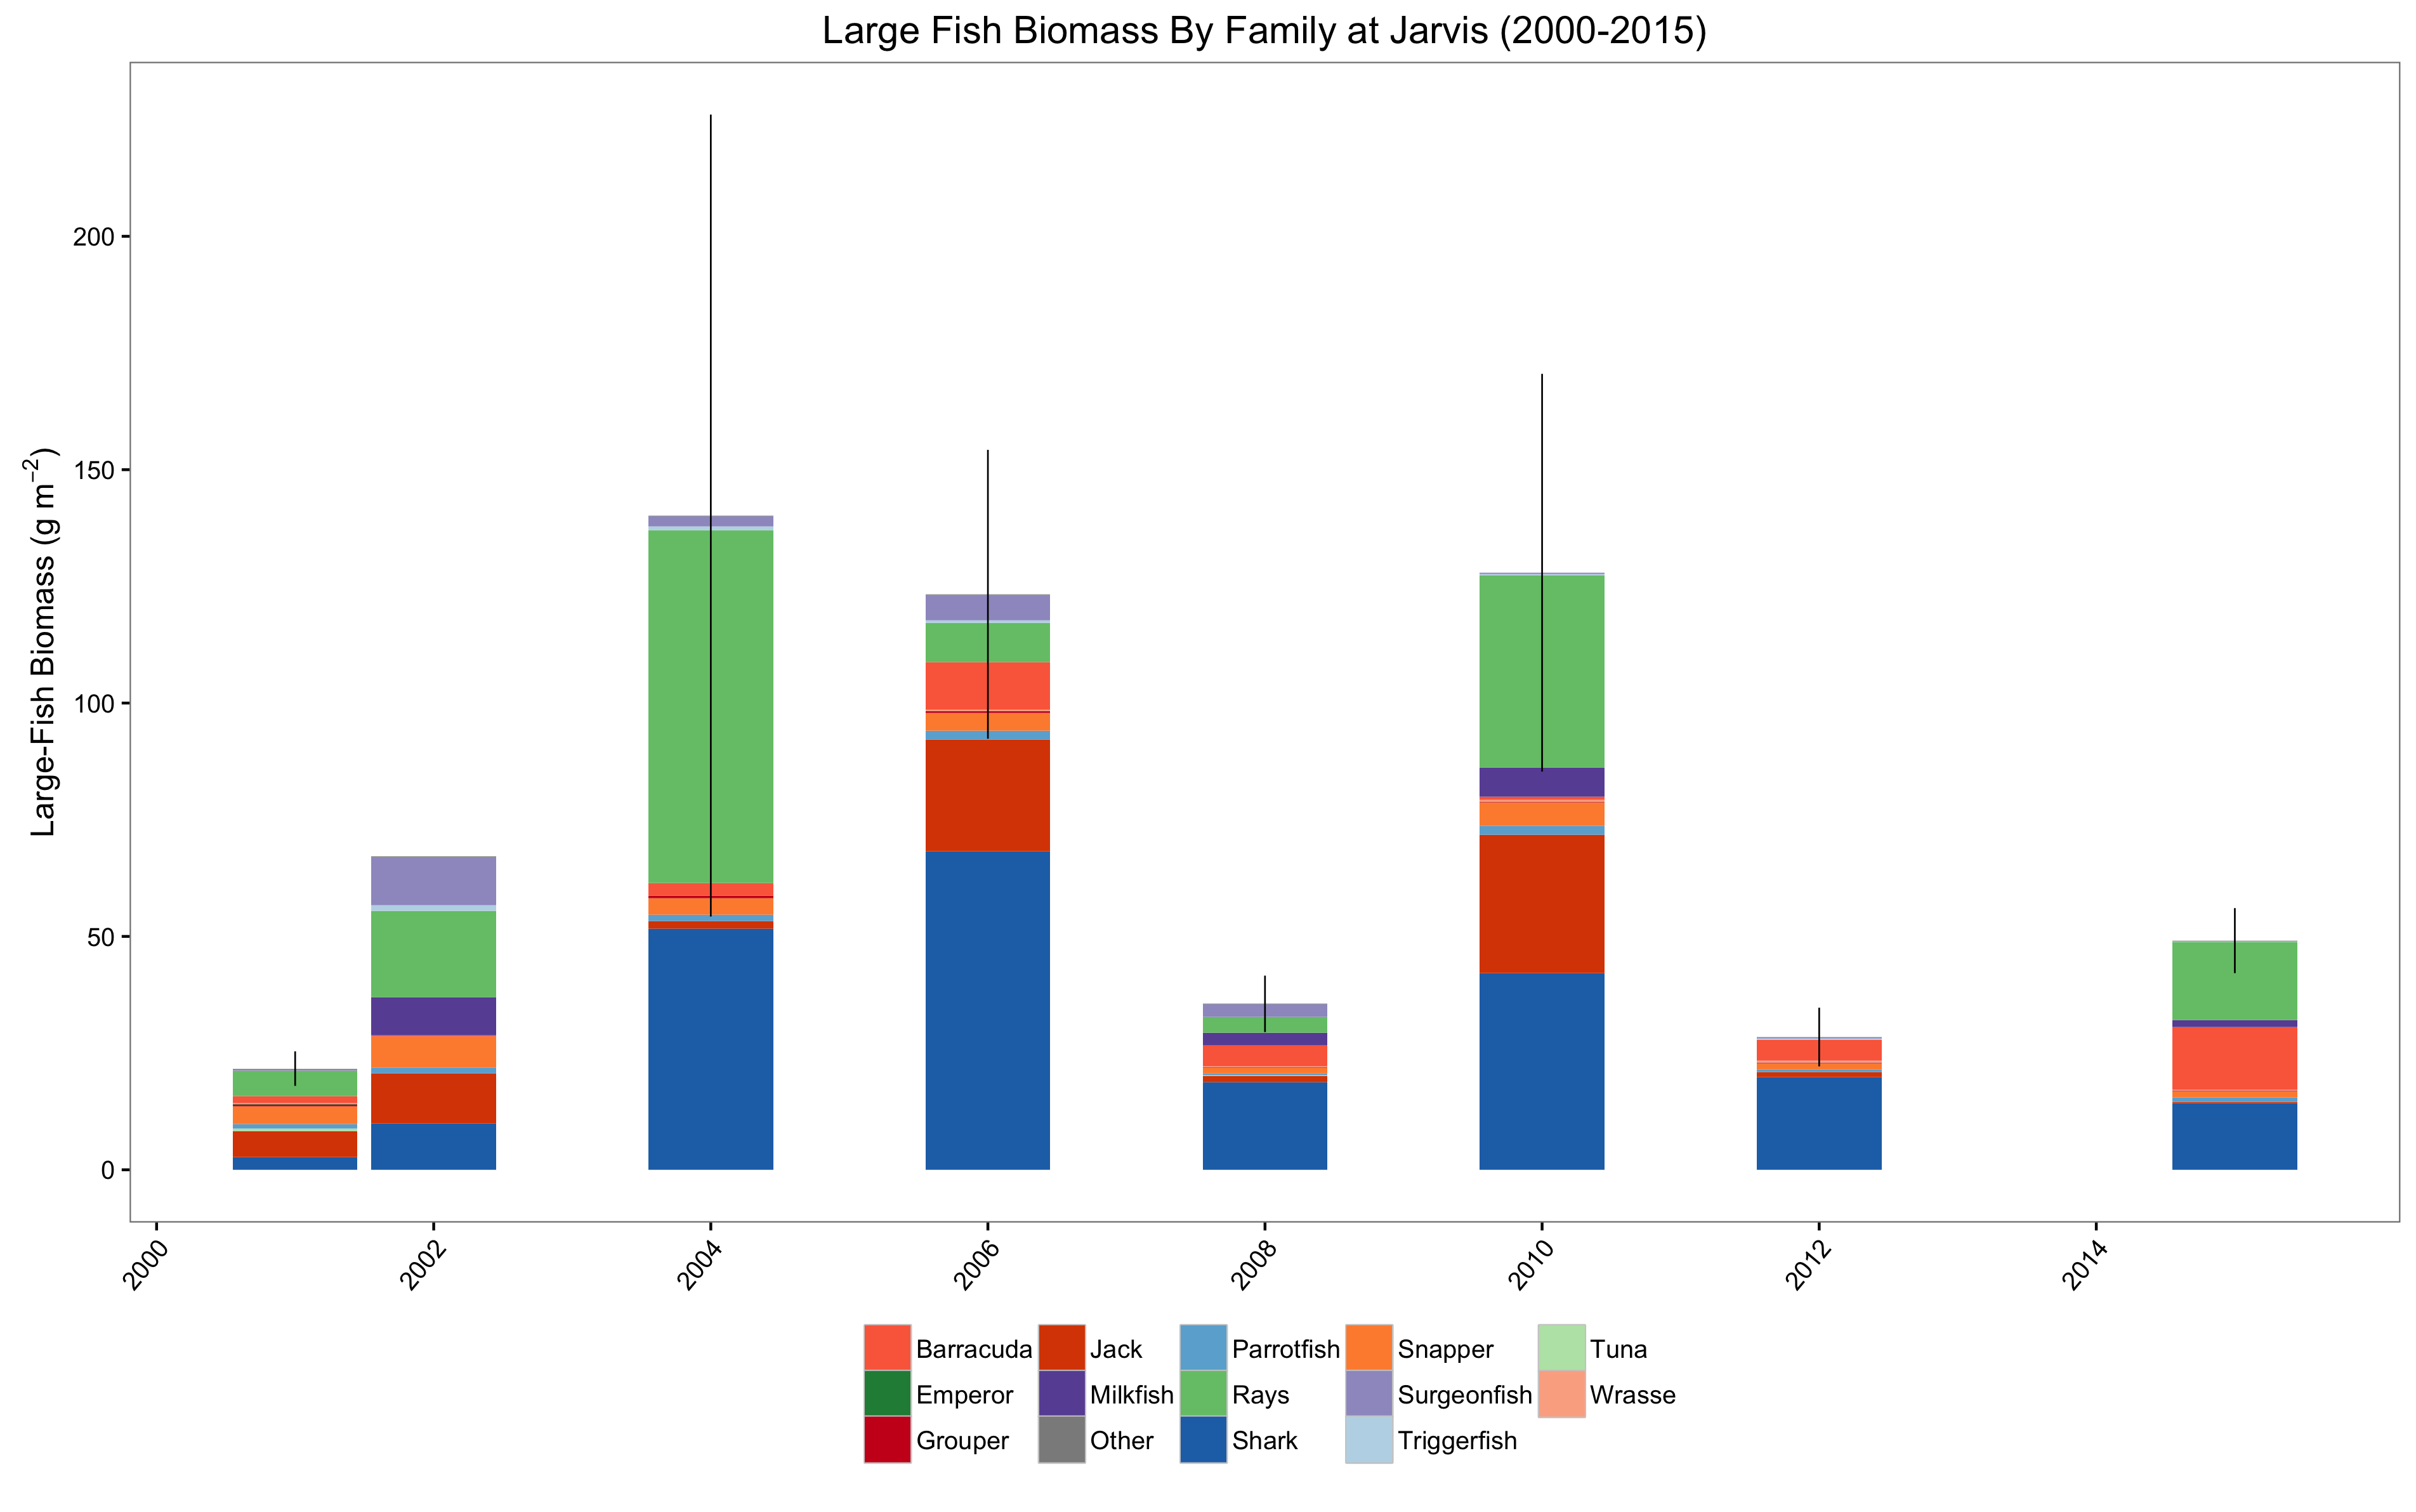 Large Fish Biomass By Family at Jarvis (2000-2015)
Large-Fish Biomass (g m⁻²)
200
150
100
50
0
2000 2002 2004 2006 2008 2010 2012 2014
Barracuda Jack Parrotfish Snapper Tuna
Emperor Milkfish Rays Surgeonfish Wrasse
Grouper Other Shark Triggerfish